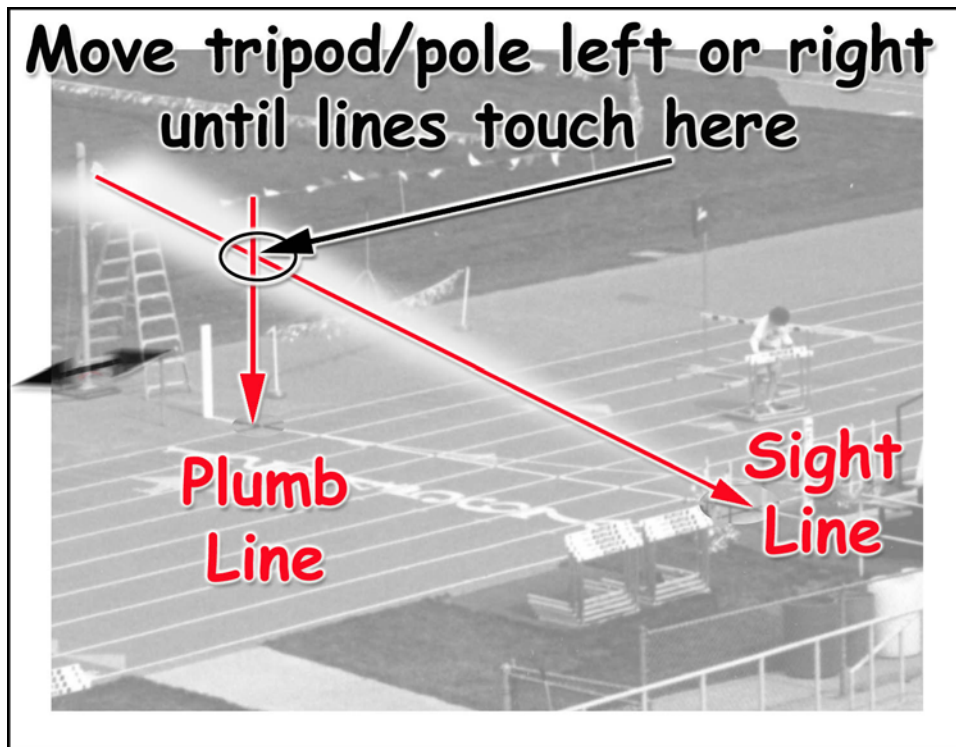 Move tripod/pole left or right
until lines touch here
Plumb
Line
Sight
Line